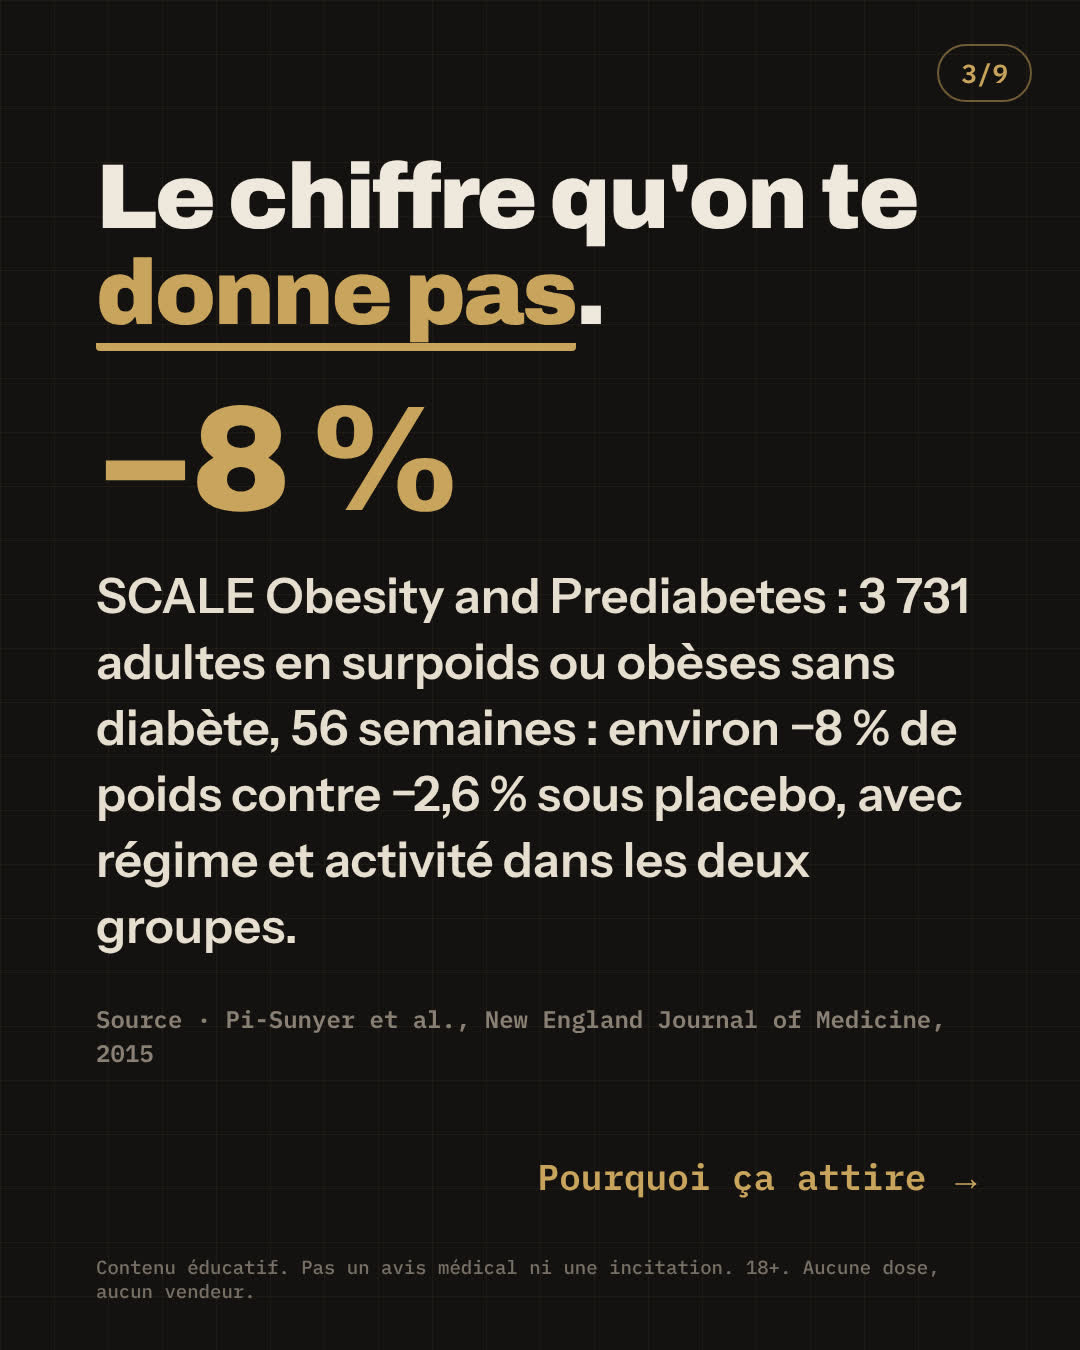 3/9
Le chiffre qu'on te
donne pas.
−8 %
SCALE Obesity and Prediabetes : 3 731
adultes en surpoids ou obèses sans
diabète, 56 semaines : environ −8 % de
poids contre −2,6 % sous placebo, avec
régime et activité dans les deux
groupes.
Source · Pi-Sunyer et al., New England Journal of Medicine,
2015
Pourquoi ça attire →
Contenu éducatif. Pas un avis médical ni une incitation. 18+. Aucune dose,
aucun vendeur.